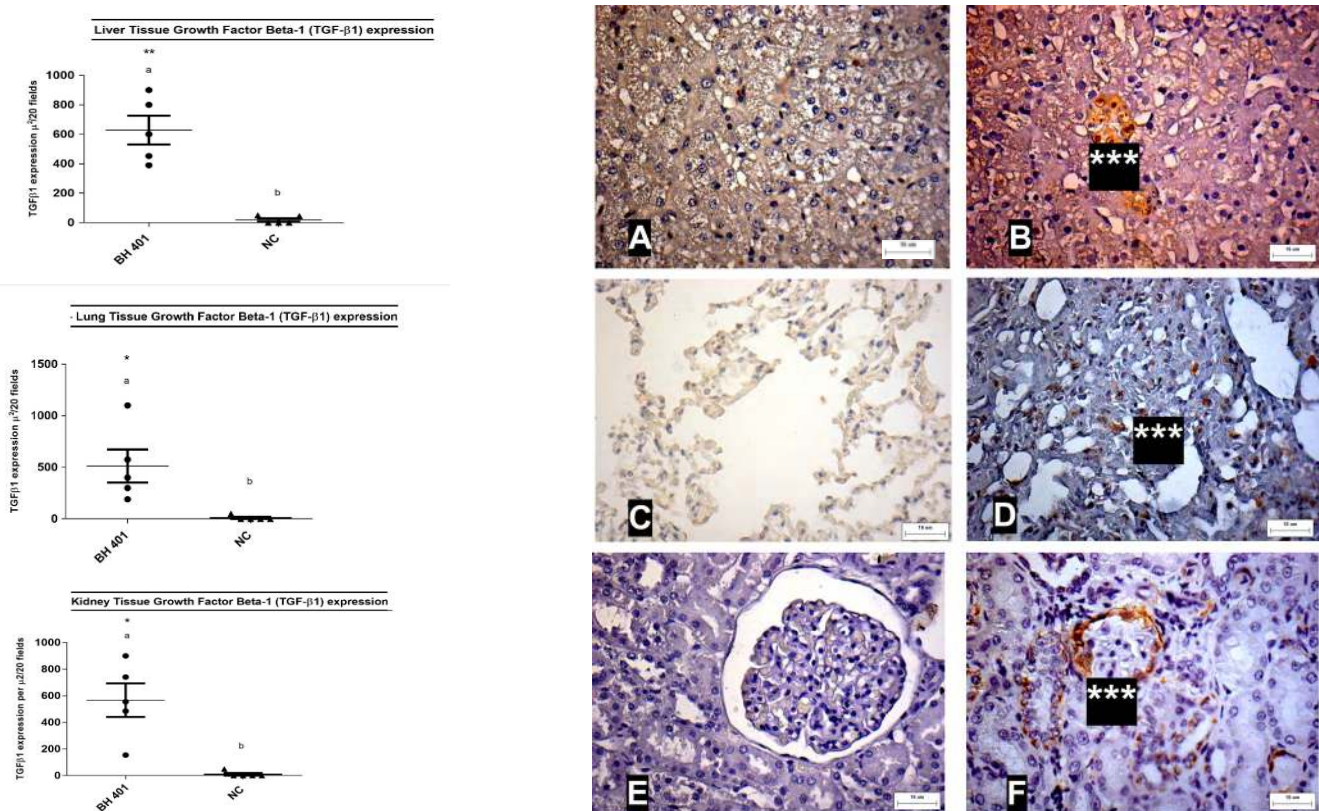 Liver Tissue Growth Factor Beta-1 (TGF-β1) expression
**
a
1000
800
600
400
200
0
b
TGFβ1 expression μ²/20 fields
BH 401
NC
- Lung Tissue Growth Factor Beta-1 (TGF-β1) expression
*
a
1500
1000
500
0
b
TGFβ1 expression μ²/20 fields
BH 401
NC
Kidney Tissue Growth Factor Beta-1 (TGF-β1) expression
*
a
1000
800
600
400
200
0
b
TGFβ1 expression per μ2/20 fields
BH 401
NC
A
***
B
C
***
D
E
***
F